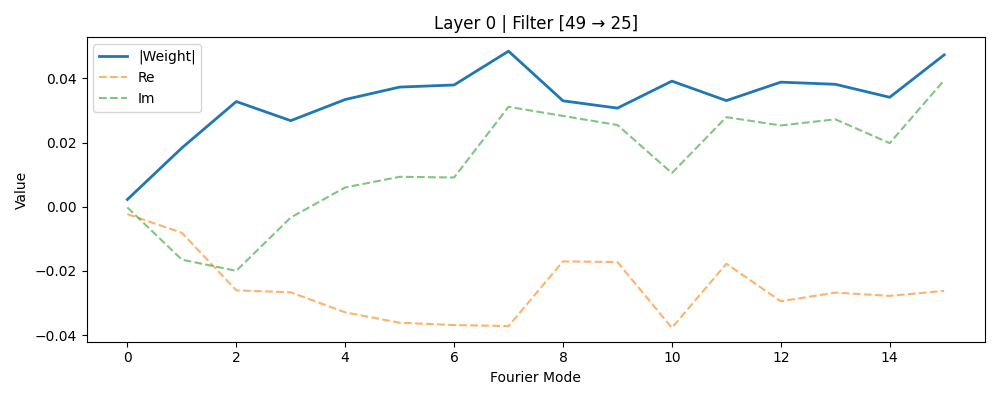 Layer 0 | Filter [49 → 25]
|Weight|
Re
Im
Value
0.04
0.02
0.00
−0.02
−0.04
0 2 4 6 8 10 12 14
Fourier Mode